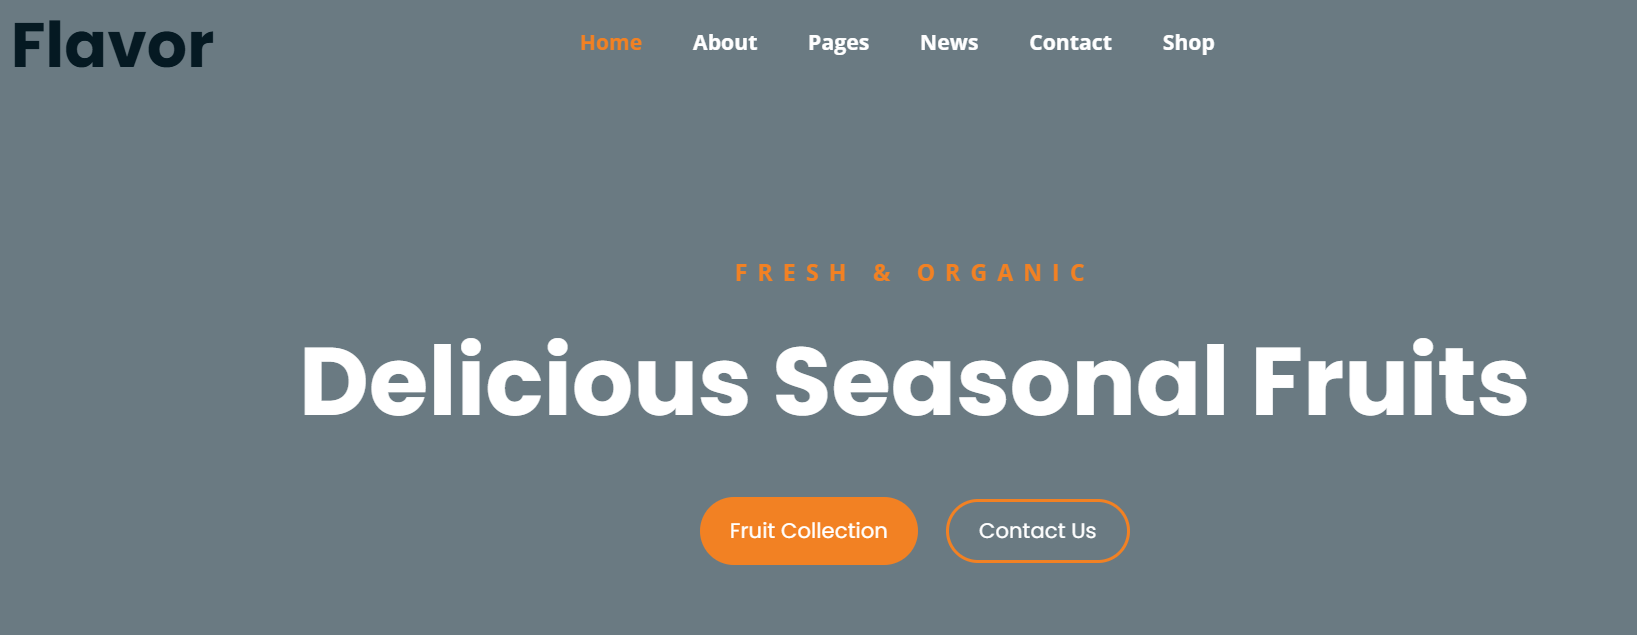 Flavor
Home About Pages News Contact Shop
FRESH & ORGANIC
Delicious Seasonal Fruits
Fruit Collection Contact Us